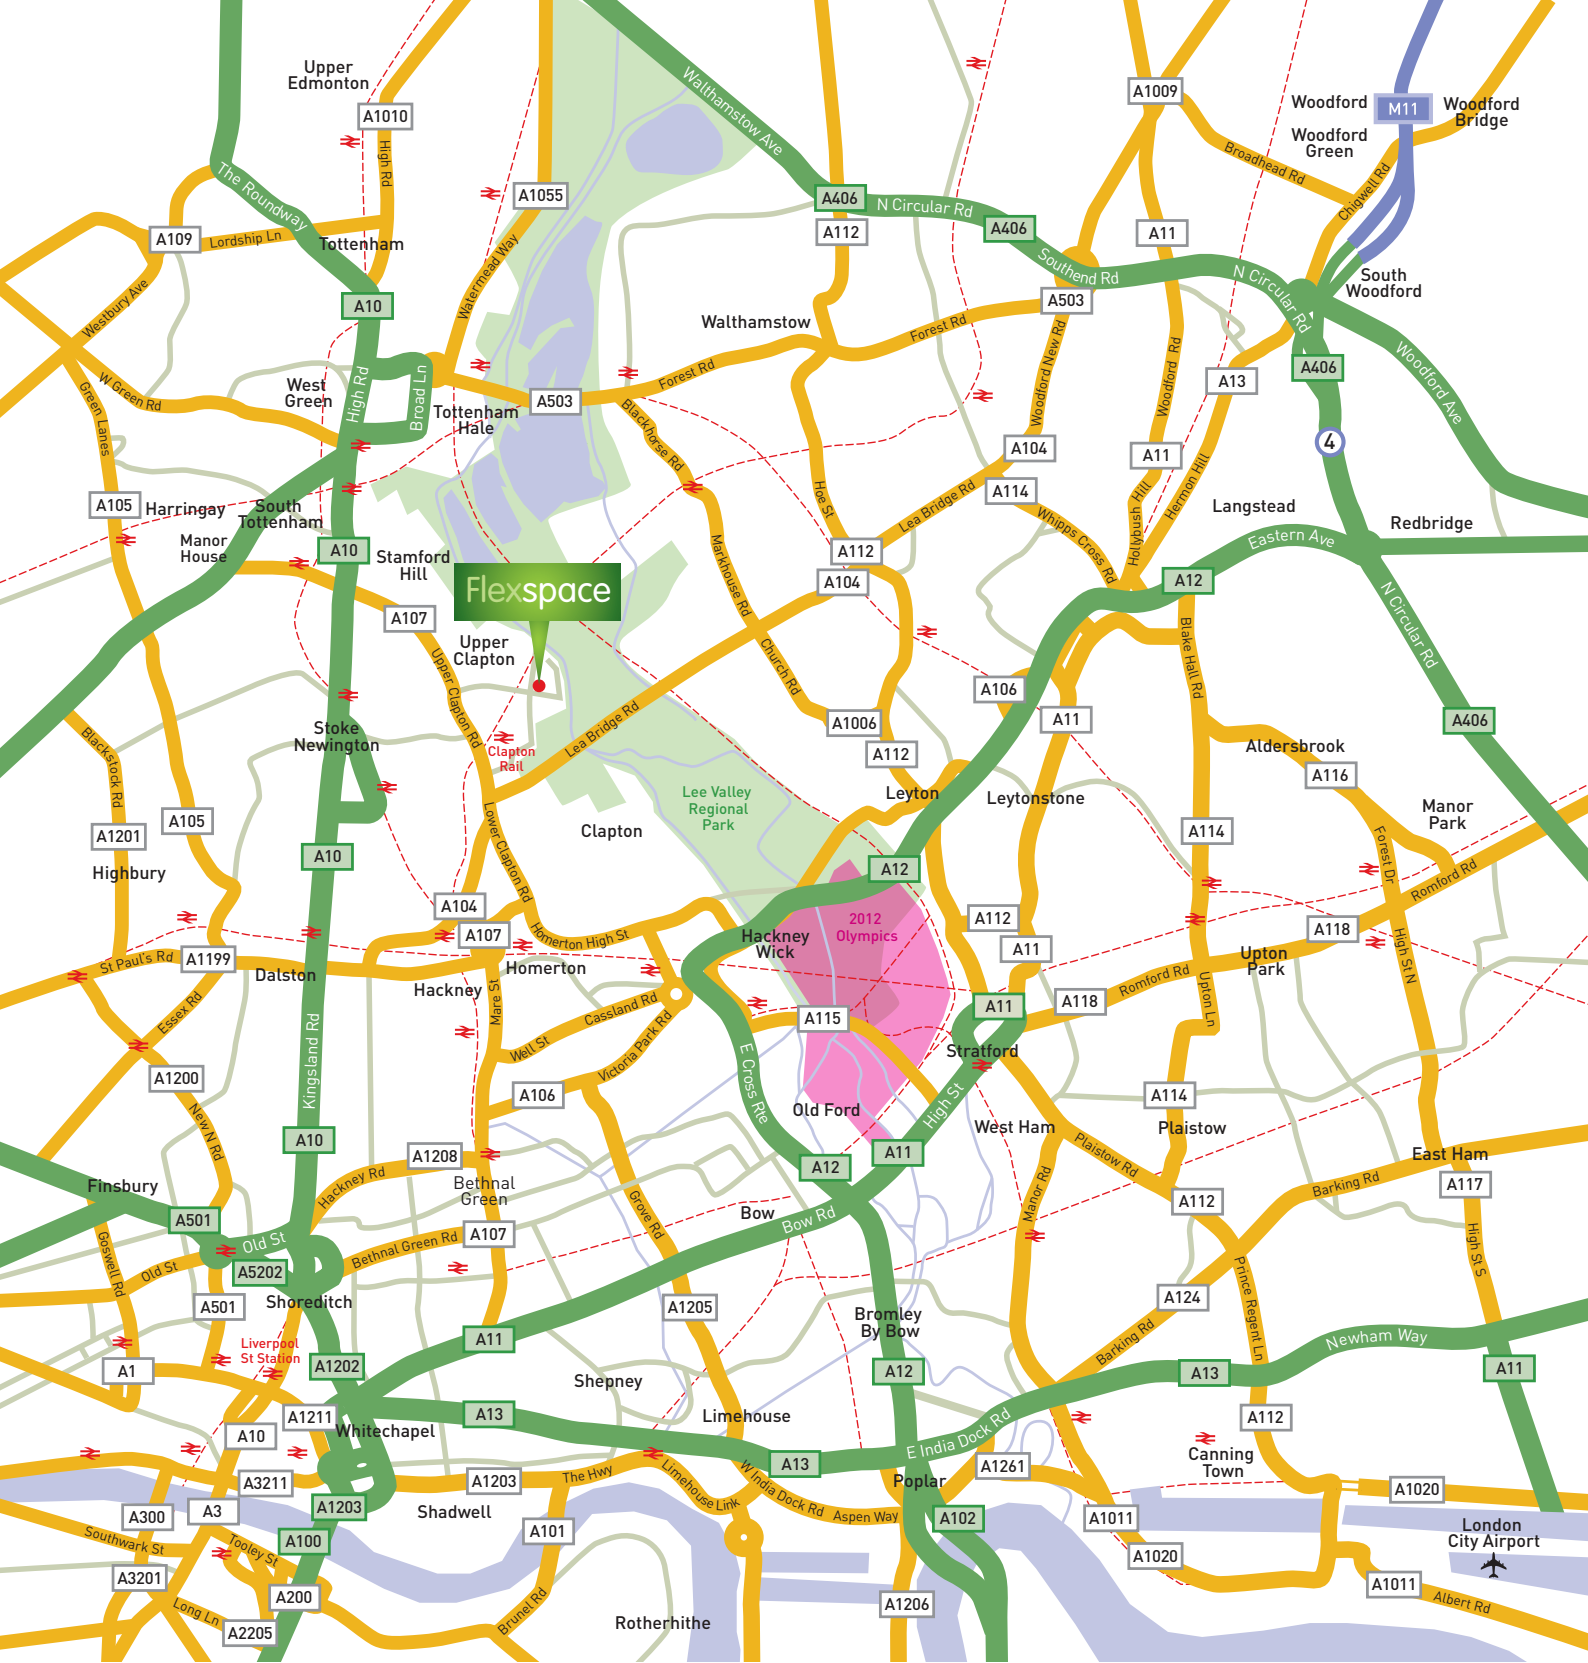 Upper
Edmonton
A1010
High Rd
A1055
Walthamstow Ave
A1009
Woodford
M11
Woodford
Bridge
Woodford
Green
Broadhead Rd
Chigwell Rd
The Roundway
A109
Lordship Ln
Tottenham
A406
N Circular Rd
A406
A112
A11
Southend Rd
N Circular Rd
South
Woodford
Watermead Way
Westbury Ave
A10
A503
Walthamstow
Forest Rd
Woodford New Rd
Woodford Rd
A406
Woodford Ave
A13
W Green Rd
Green Lanes
West
Green
High Rd
Broad Ln
Tottenham
Hale
A503
Forest Rd
Blackhorse Rd
A104
A11
4
Hermon Hill
Hollybush Hill
A105
Harringay
South
Tottenham
Manor
House
A10
Stamford
Hill
A114
Hoe St
Lea Bridge Rd
Whipps Cross Rd
Langstead
Redbridge
Eastern Ave
A112
A104
A12
N Circular Rd
Markhouse Rd
Flexspace
A107
Upper
Clapton
Upper Clapton Rd
Church Rd
Blake Hall Rd
A106
A11
A1006
A112
A406
Stoke
Newington
Blackstock Rd
Clapton
Rail
Lea Bridge Rd
Aldersbrook
A116
Lee Valley
Regional
Park
Leyton
Leytonstone
Manor
Park
A1201
A105
Clapton
Lower Clapton Rd
A114
Forest Dr
Romford Rd
Highbury
A10
A12
A104
A107
Homerton High St
2012
Olympics
Hackney
Wick
A112
A11
A118
High St N
St Paul's Rd
A1199
Dalston
Homerton
Hackney
Upton
Park
Romford Rd
Upton Ln
Essex Rd
Mare St
Cassland Rd
A115
A11
A118
Kingsland Rd
Well St
Victoria Park Rd
E Cross Rte
Stratford
A1200
New N Rd
A106
Old Ford
High St
A114
West Ham
Plaistow
A10
A1208
Bethnal
Green
A12
A11
Plaistow Rd
East Ham
Finsbury
Hackney Rd
Grove Rd
Manor Rd
A112
Barking Rd
A117
A501
Old St
Bethnal Green Rd
A107
Bow
Bow Rd
Goswell Rd
Old St
A5202
High St S
Shoreditch
A501
A1205
Bromley
By Bow
A124
Prince Regent Ln
Barking Rd
Newham Way
Liverpool
St Station
A11
A1
A1202
A12
A13
A11
Shepney
A1211
A13
Limehouse
A112
Whitechapel
A10
E India Dock Rd
Canning
Town
A13
A3211
A1203
The Hwy
Limehouse Link
W India Dock Rd
Poplar
A1261
A1020
A300
A3
A1203
Shadwell
Aspen Way
A102
A1011
London
City Airport
Southwark St
Tooley St
A100
A101
A1020
A3201
A200
A1011
Albert Rd
Long Ln
A2205
Brunel Rd
Rotherhithe
A1206